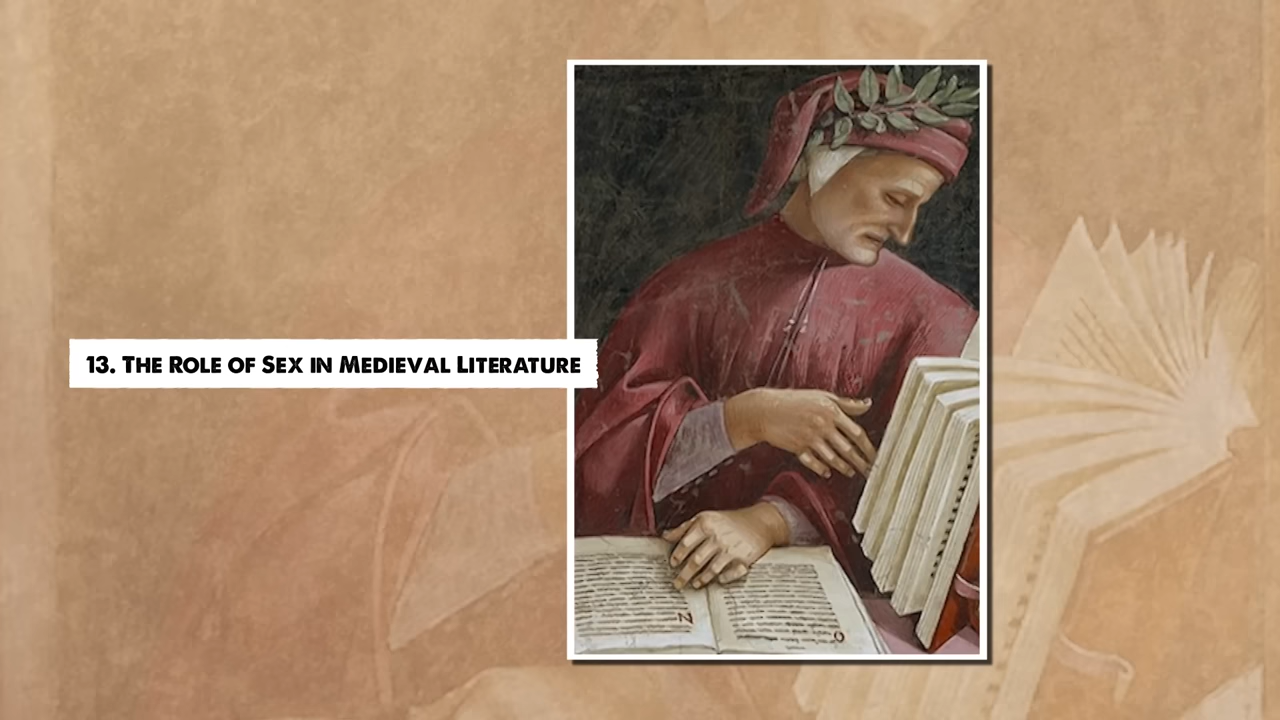 13. The Role of Sex in Medieval Literature